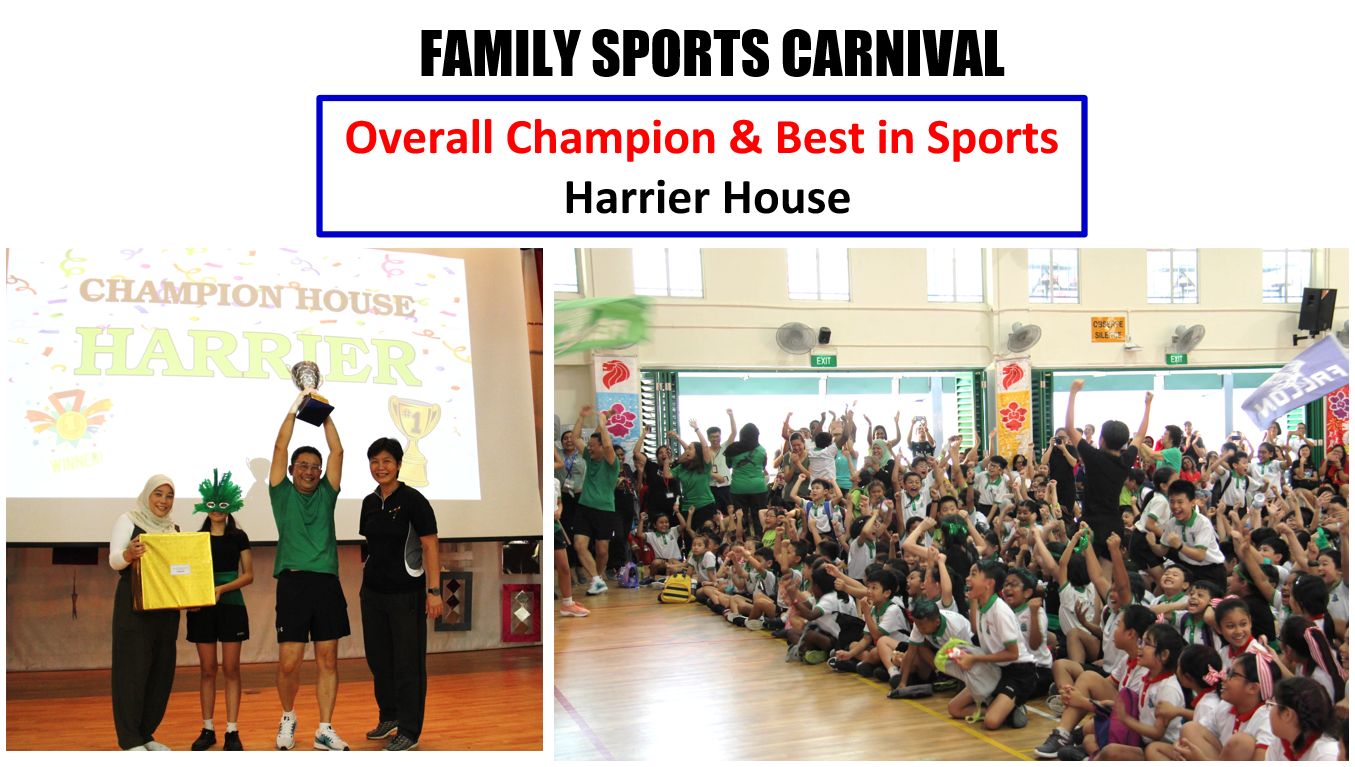 FAMILY SPORTS CARNIVAL
Overall Champion & Best in Sports
Harrier House
CHAMPION HOUSE
HARRIER
#1
WINNER!
OBSERVE
SILENCE
EXIT
EXIT
FALCON